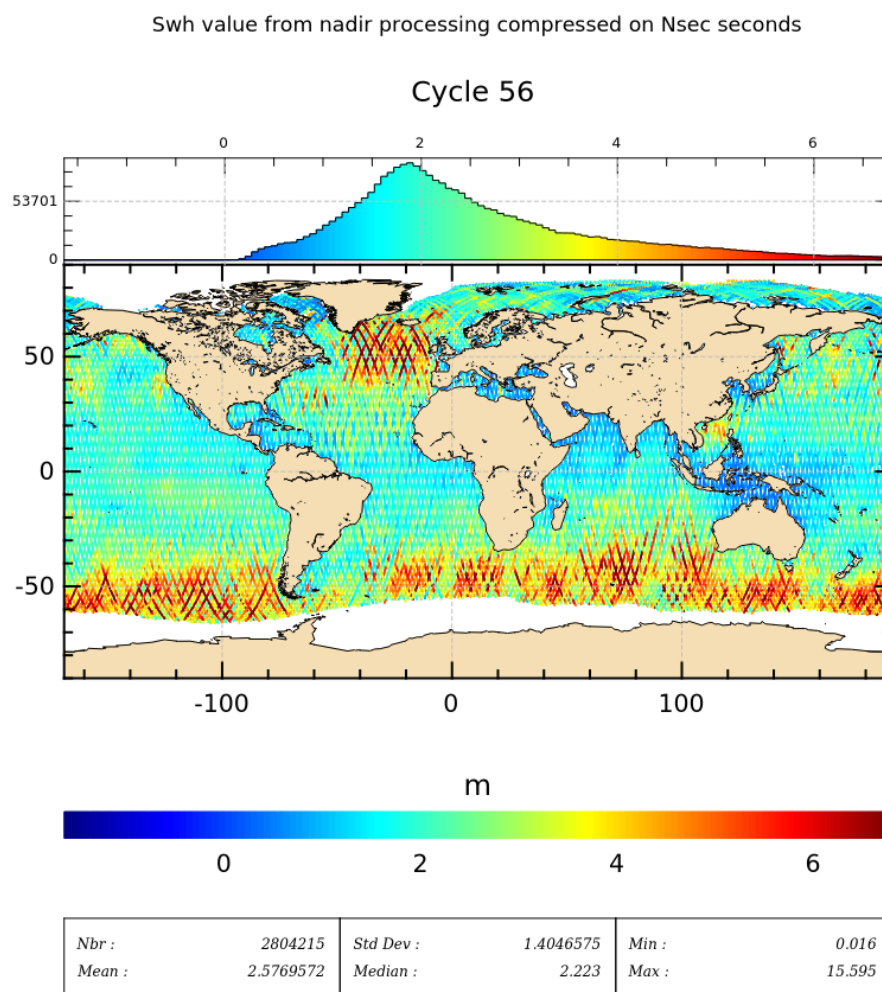 Swh value from nadir processing compressed on Nsec seconds
Cycle 56
0 2 4 6
53701
0
50
0
-50
-100 0 100
m
0 2 4 6
Nbr : 2804215 Std Dev : 1.4046575 Min : 0.016
Mean : 2.5769572 Median : 2.223 Max : 15.595